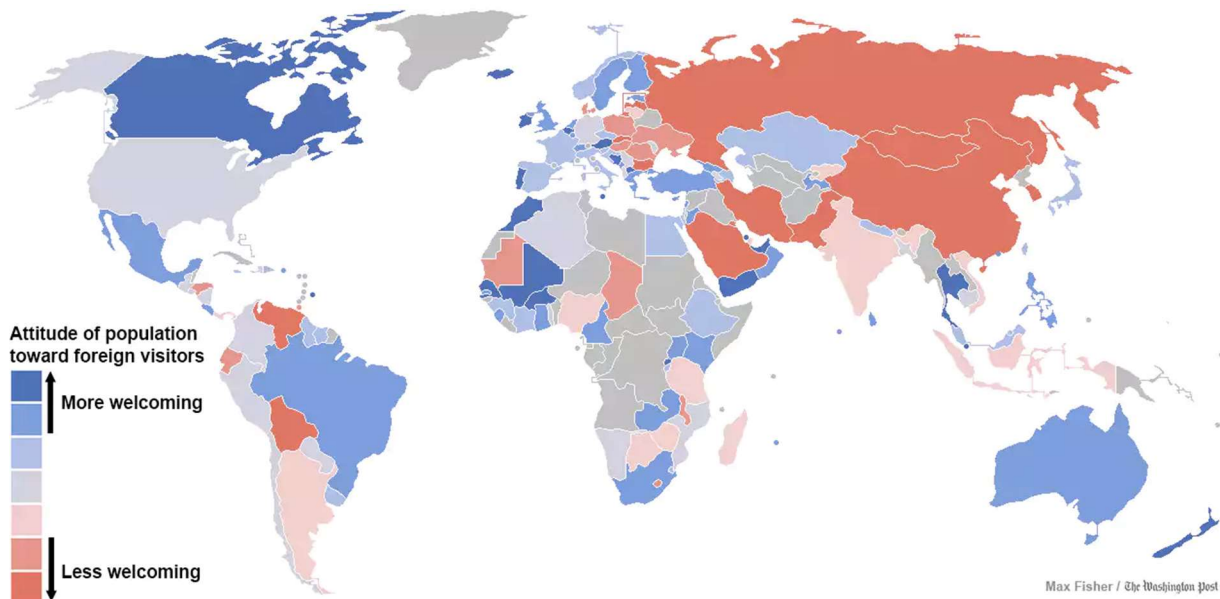 Attitude of population
toward foreign visitors
More welcoming
Less welcoming
Max Fisher / The Washington Post